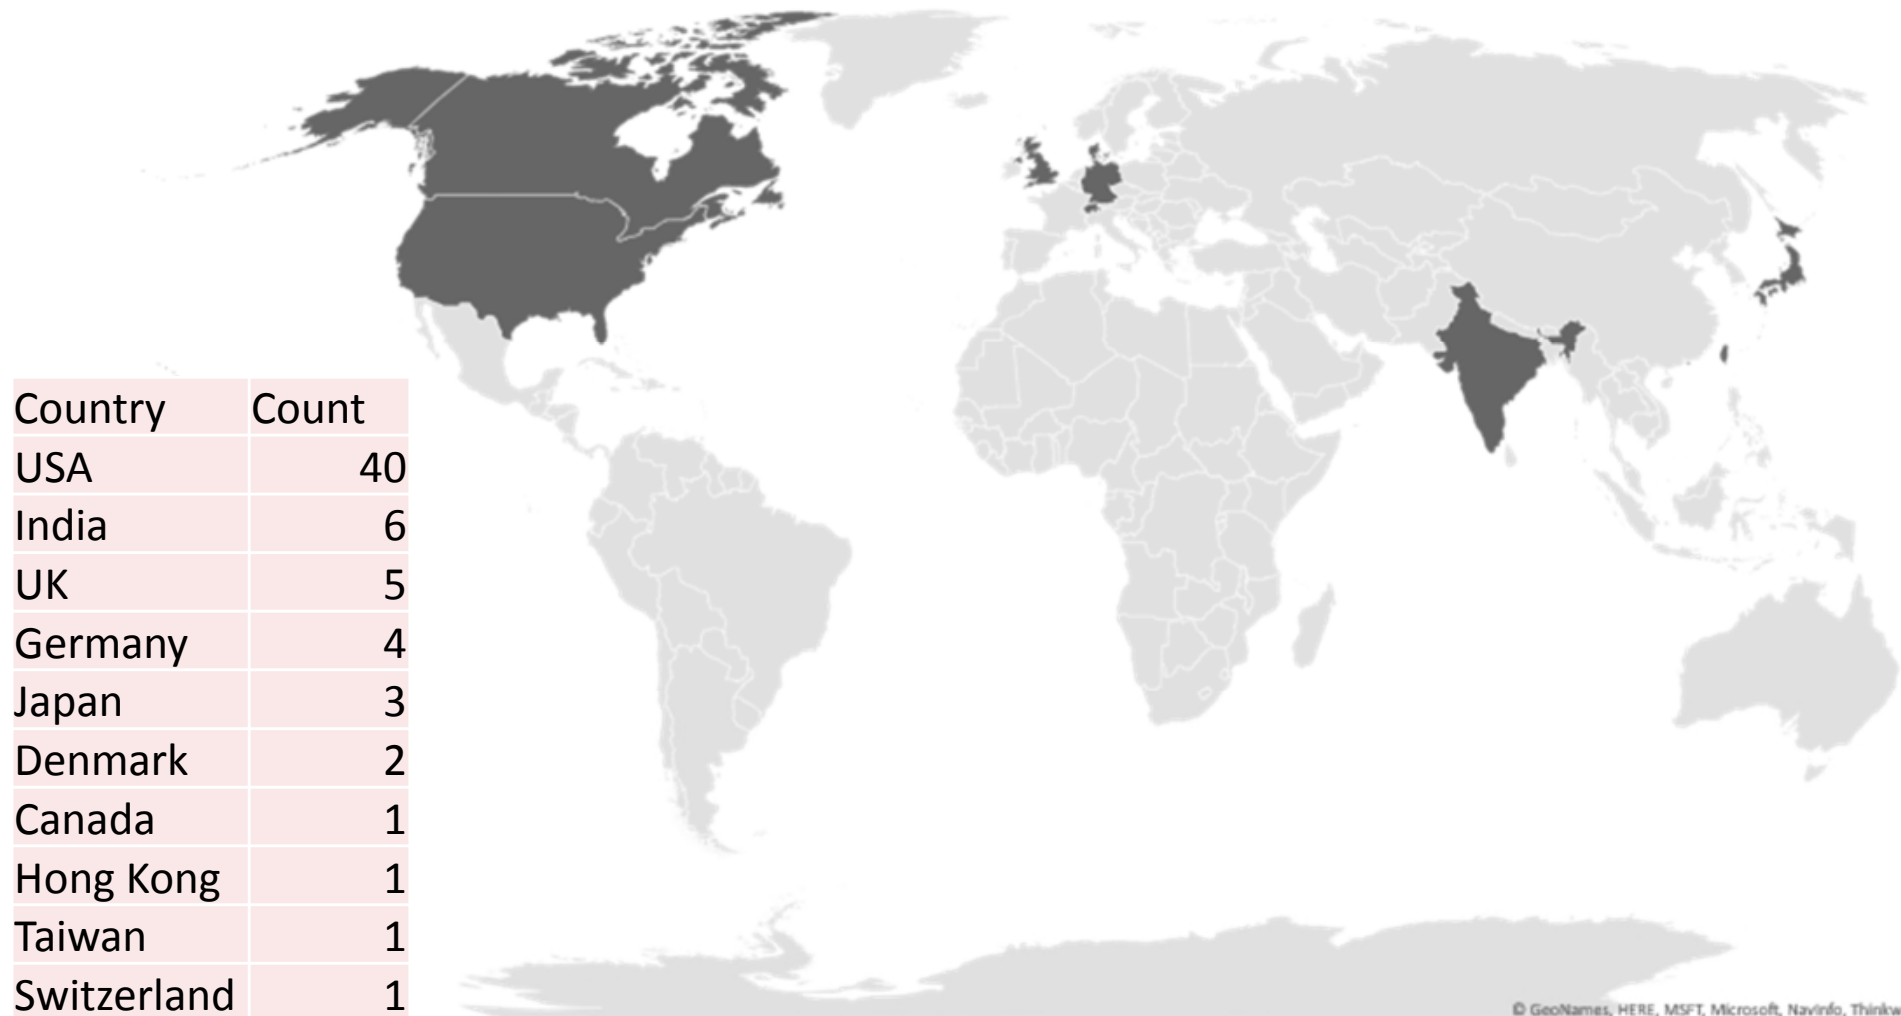 Country Count
USA 40
India 6
UK 5
Germany 4
Japan 3
Denmark 2
Canada 1
Hong Kong 1
Taiwan 1
Switzerland 1
© GeoNames, HERE, MSFT, Microsoft, NavInfo, Thinkw